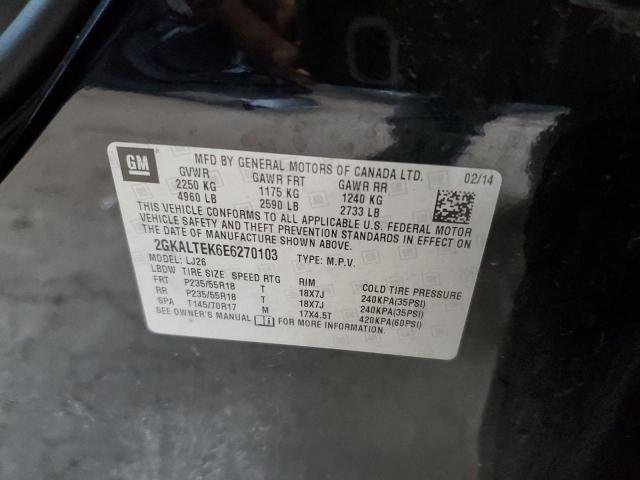 GM
MFD BY GENERAL MOTORS OF CANADA LTD. 02/14
GVWR GAWR FRT GAWR RR
2250 KG 1175 KG 1240 KG
4960 LB 2590 LB 2733 LB
THIS VEHICLE CONFORMS TO ALL APPLICABLE U.S. FEDERAL MOTOR
VEHICLE SAFETY AND THEFT PREVENTION STANDARDS IN EFFECT ON
THE DATE OF MANUFACTURE SHOWN ABOVE.
2GKALTEK6E6270103 TYPE: M.P.V.
MODEL: LJ26
LBDW TIRE SIZE SPEED RTG RIM COLD TIRE PRESSURE
FRT P235/55R18 T 18X7J 240KPA(35PSI)
RR P235/55R18 T 18X7J 240KPA(35PSI)
SPA T145/70R17 M 17X4.5T 420KPA(60PSI)
SEE OWNER'S MANUAL FOR MORE INFORMATION.